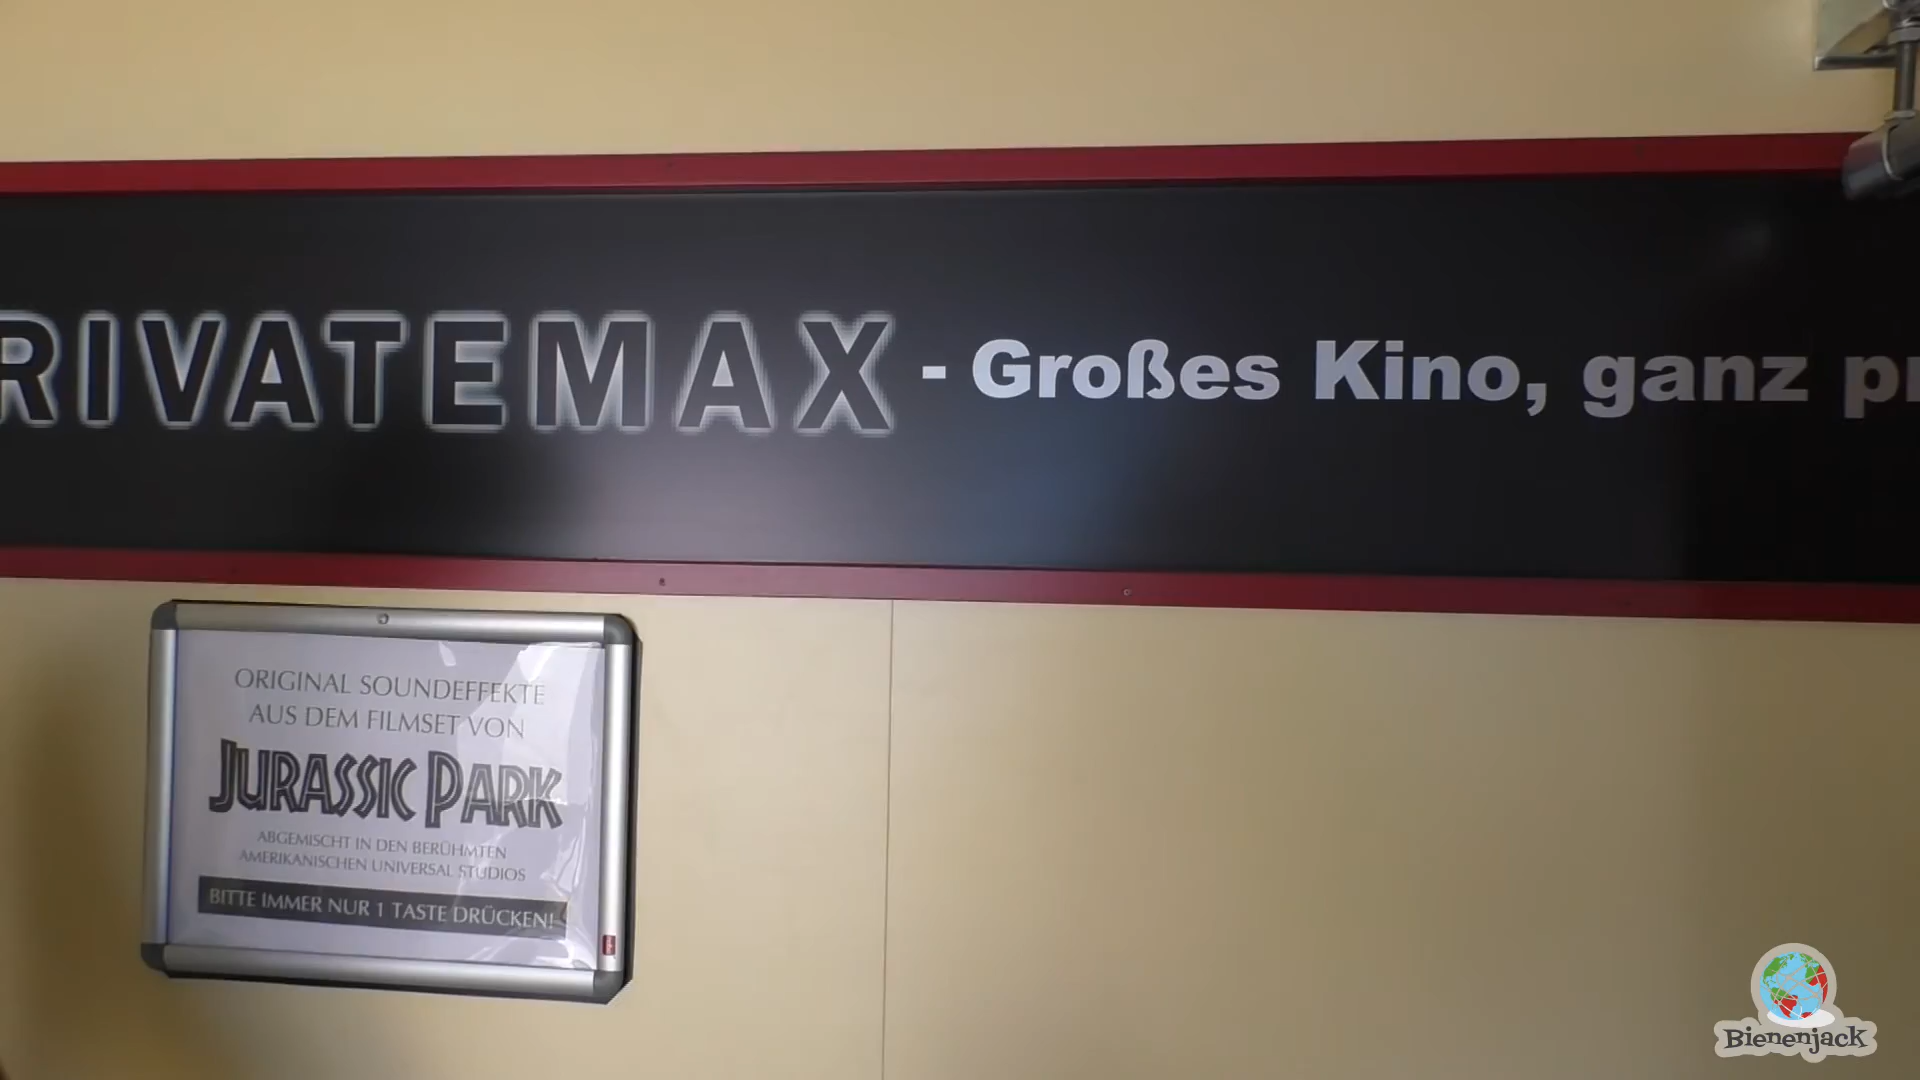 RIVATEMAX - Großes Kino, ganz pr
ORIGINAL SOUNDEFFEKTE
AUS DEM FILMSET VON
JURASSIC PARK
ABGEMISCHT IN DEN BERÜHMTEN
AMERIKANISCHEN UNIVERSAL STUDIOS
BITTE IMMER NUR 1 TASTE DRÜCKEN!
Bienenjack